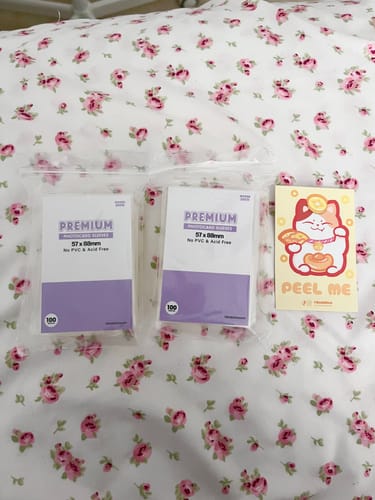 PREMIUM
PHOTOCARD SLEEVES
57 x 88mm
No PVC & Acid Free
100
PREMIUM
PHOTOCARD SLEEVES
57 x 88mm
No PVC & Acid Free
100
PEEL ME